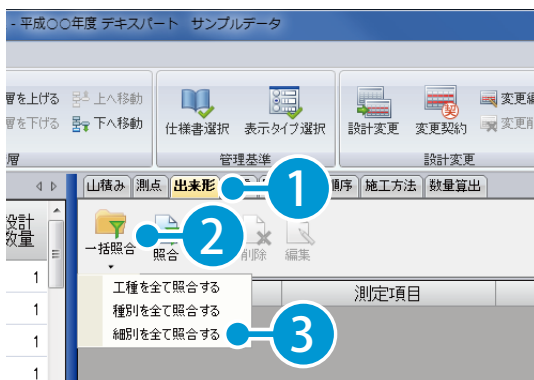 - 平成○○年度 デキスパート サンプルデータ
層を上げる 上へ移動
層を下げる 下へ移動
仕様書選択 表示タイプ選択 設計変更 変更契約
管理基準 設計変更
山積み 測点 出来形 1 順序 施工方法 数量算出
設計
数量
一括照合 2 照合 削除 編集
工種を全て照合する
種別を全て照合する
細別を全て照合する 3
測定項目
1
1
1
1